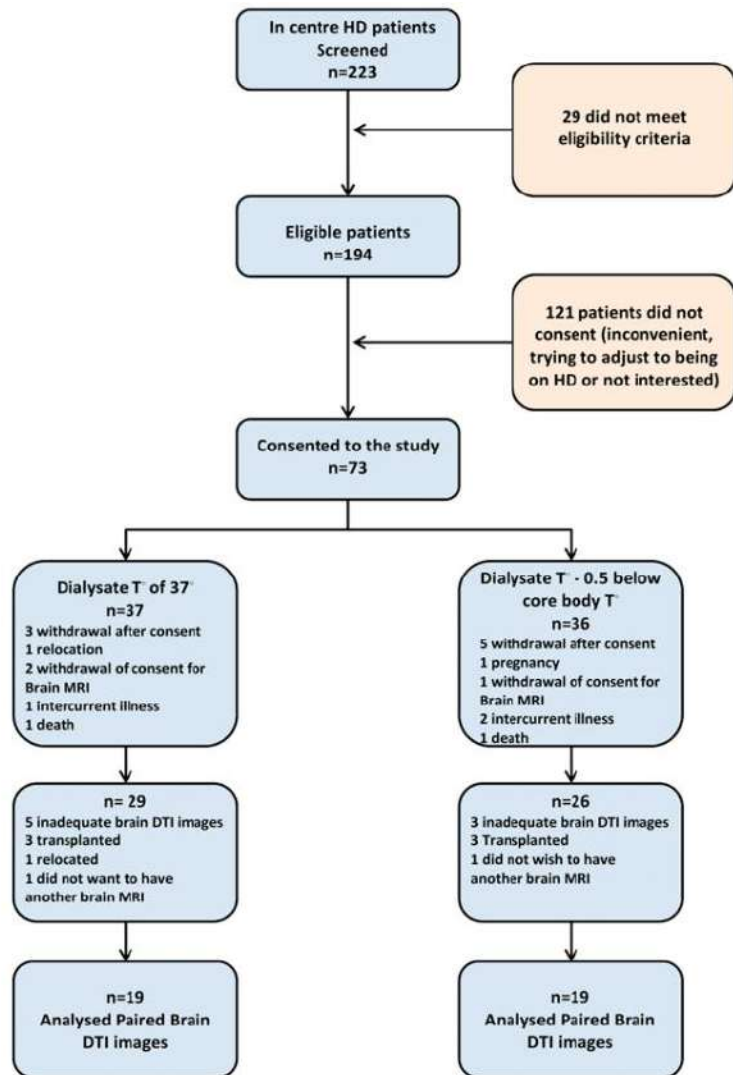 In centre HD patients
Screened
n=223
29 did not meet
eligibility criteria
Eligible patients
n=194
121 patients did not
consent (inconvenient,
trying to adjust to being
on HD or not interested)
Consented to the study
n=73
Dialysate T° of 37°
n=37
3 withdrawal after consent
1 relocation
2 withdrawal of consent for
Brain MRI
1 intercurrent illness
1 death
Dialysate T° - 0.5 below
core body T°
n=36
5 withdrawal after consent
1 pregnancy
1 withdrawal of consent for
Brain MRI
2 intercurrent illness
1 death
n= 29
5 inadequate brain DTI images
3 transplanted
1 relocated
1 did not want to have
another brain MRI
n=26
3 inadequate brain DTI images
3 Transplanted
1 did not wish to have
another brain MRI
n=19
Analysed Paired Brain
DTI images
n=19
Analysed Paired Brain
DTI images